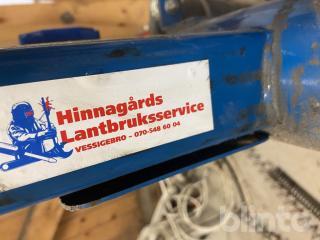 Hinnagårds
Lantbruksservice
VESSIGEBRO - 070-548 60 04
blinto